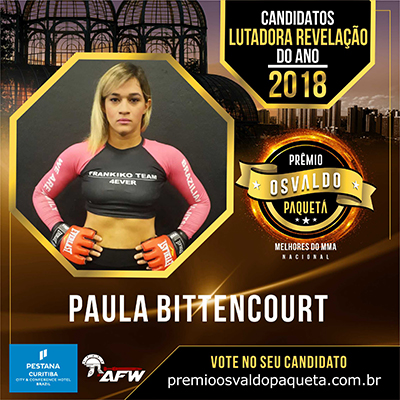 CANDIDATOS
LUTADORA REVELAÇÃO
DO ANO
2018
FRANKIKO TEAM
4EVER
PRÊMIO
OSVALDO
PAQUETÁ
MELHORES DO MMA
NACIONAL
PAULA BITTENCOURT
PESTANA
CURITIBA
CITY & CONFERENCE HOTEL
BRASIL
AFW
VOTE NO SEU CANDIDATO
premioosvaldopaqueta.com.br